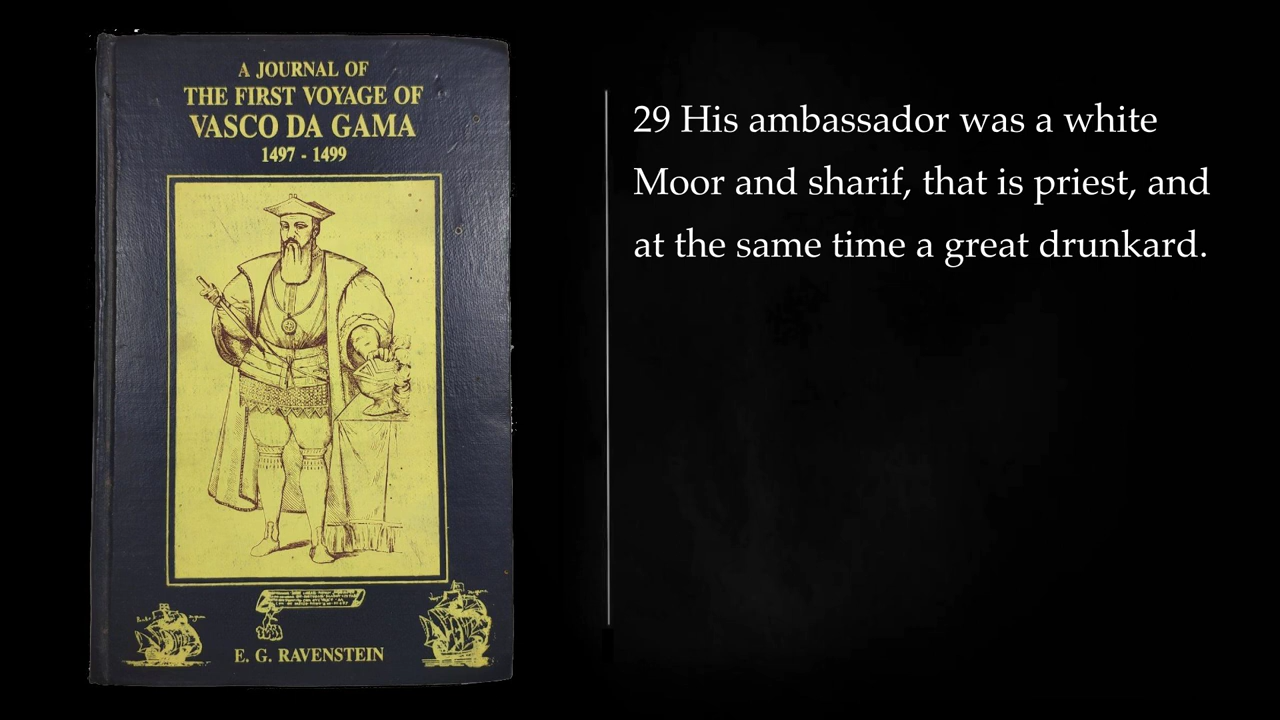 A JOURNAL OF
THE FIRST VOYAGE OF
VASCO DA GAMA
1497 - 1499
E. G. RAVENSTEIN
29 His ambassador was a white
Moor and sharif, that is priest, and
at the same time a great drunkard.